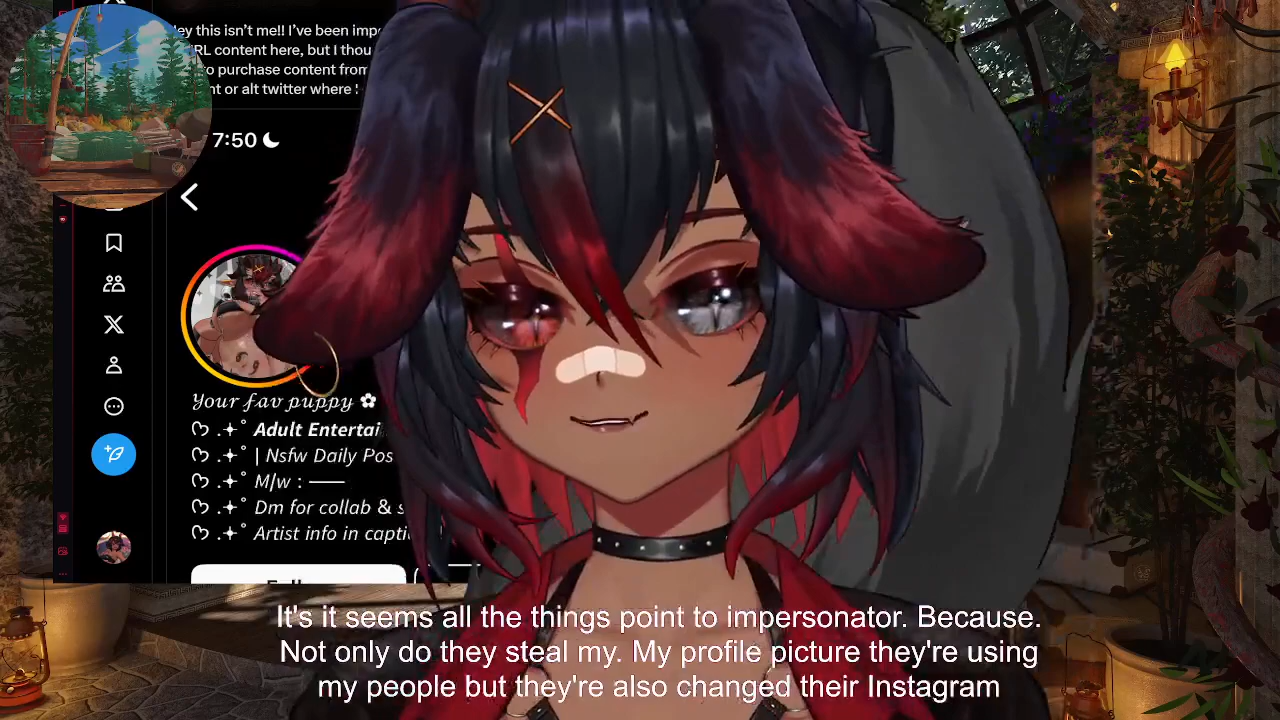 ey this isn't me!! I've been imp
RL content here, but I thou
o purchase content from
nt or alt twitter where
7:50
Your fav puppy ✿
Adult Entertai
| Nsfw Daily Pos
M/w : ——
Dm for collab & s
Artist info in capti
It's it seems all the things point to impersonator. Because.
Not only do they steal my. My profile picture they're using
my people but they're also changed their Instagram